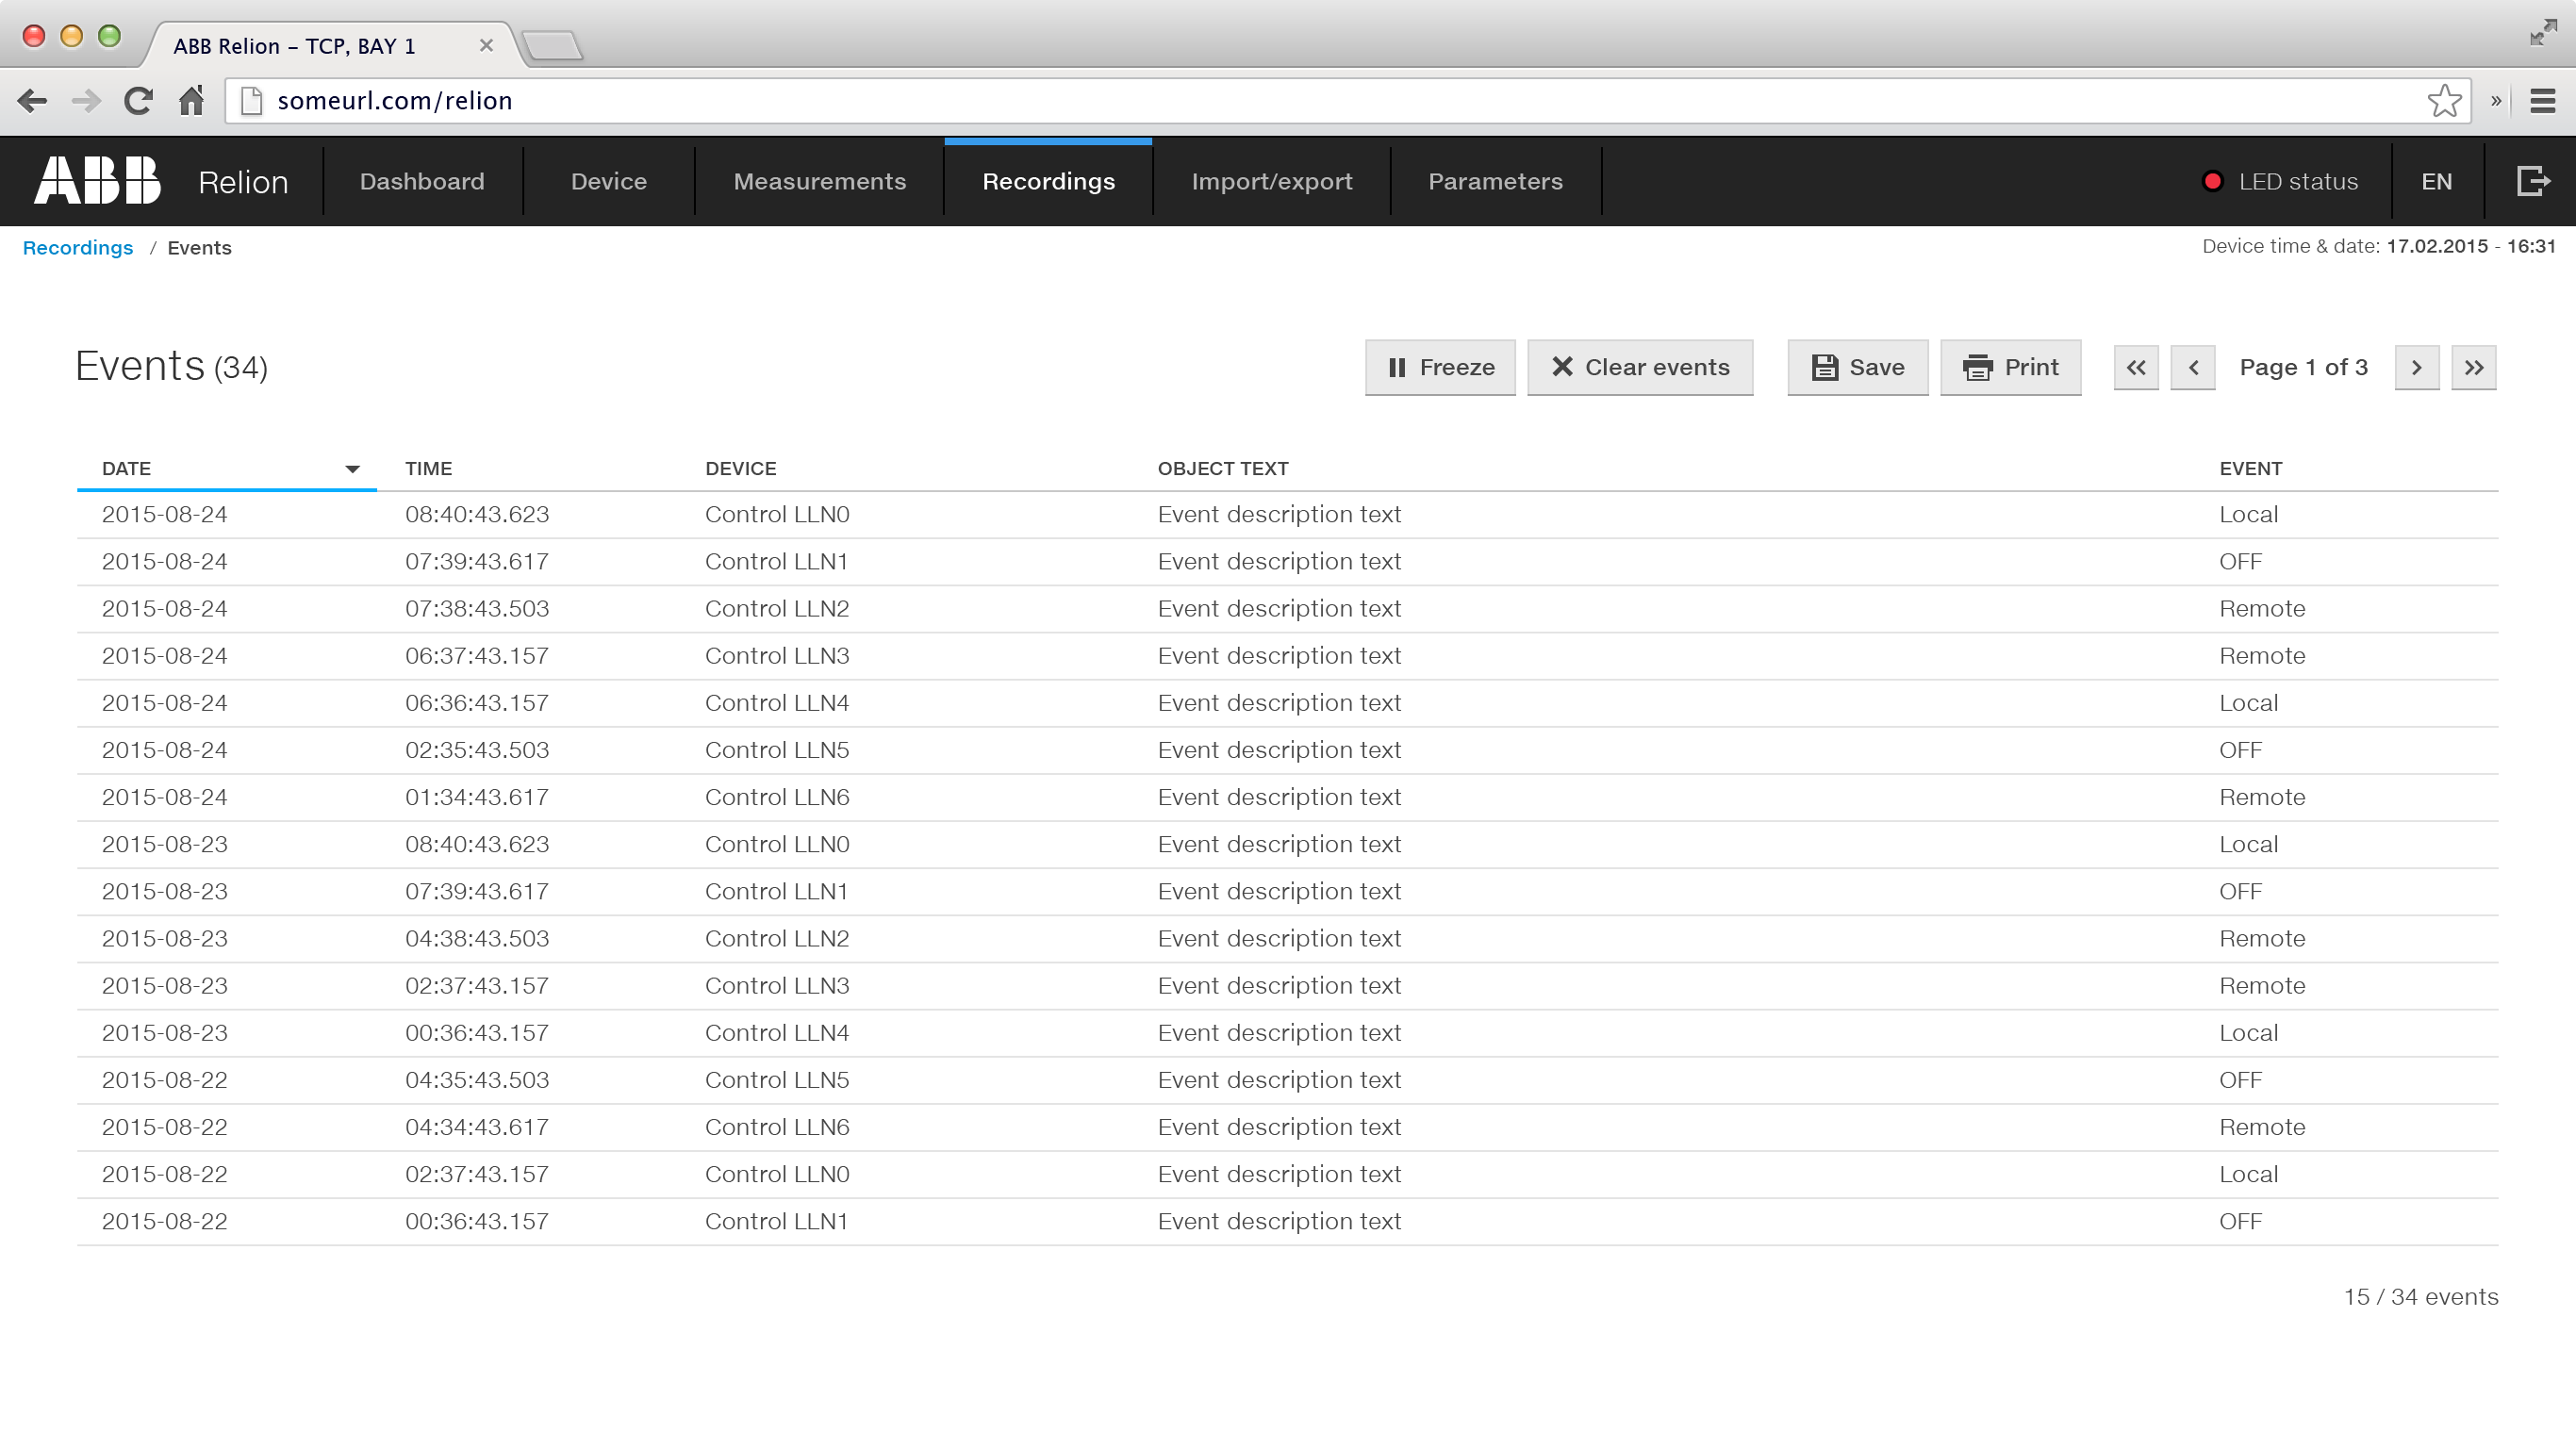 ABB Relion – TCP, BAY 1
someurl.com/relion
ABB Relion Dashboard Device Measurements Recordings Import/export Parameters LED status EN
Recordings / Events Device time & date: 17.02.2015 - 16:31
Events (34) Freeze Clear events Save Print Page 1 of 3
DATE TIME DEVICE OBJECT TEXT EVENT
2015-08-24 08:40:43.623 Control LLN0 Event description text Local
2015-08-24 07:39:43.617 Control LLN1 Event description text OFF
2015-08-24 07:38:43.503 Control LLN2 Event description text Remote
2015-08-24 06:37:43.157 Control LLN3 Event description text Remote
2015-08-24 06:36:43.157 Control LLN4 Event description text Local
2015-08-24 02:35:43.503 Control LLN5 Event description text OFF
2015-08-24 01:34:43.617 Control LLN6 Event description text Remote
2015-08-23 08:40:43.623 Control LLN0 Event description text Local
2015-08-23 07:39:43.617 Control LLN1 Event description text OFF
2015-08-23 04:38:43.503 Control LLN2 Event description text Remote
2015-08-23 02:37:43.157 Control LLN3 Event description text Remote
2015-08-23 00:36:43.157 Control LLN4 Event description text Local
2015-08-22 04:35:43.503 Control LLN5 Event description text OFF
2015-08-22 04:34:43.617 Control LLN6 Event description text Remote
2015-08-22 02:37:43.157 Control LLN0 Event description text Local
2015-08-22 00:36:43.157 Control LLN1 Event description text OFF
15 / 34 events